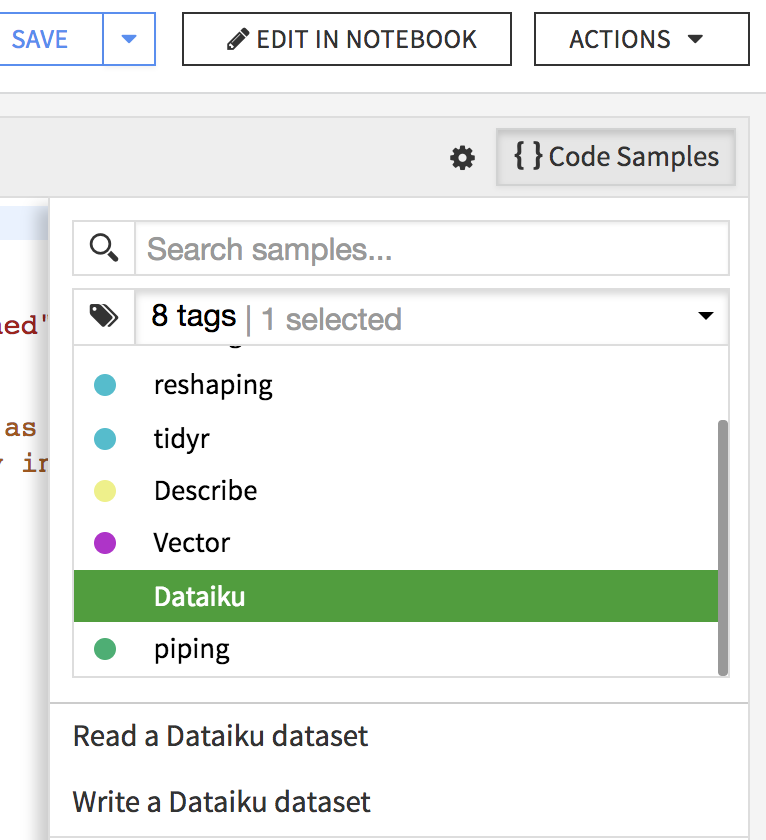 SAVE
EDIT IN NOTEBOOK
ACTIONS
{ } Code Samples
Search samples...
8 tags | 1 selected
reshaping
tidyr
Describe
Vector
Dataiku
piping
Read a Dataiku dataset
Write a Dataiku dataset
ed"
as
in